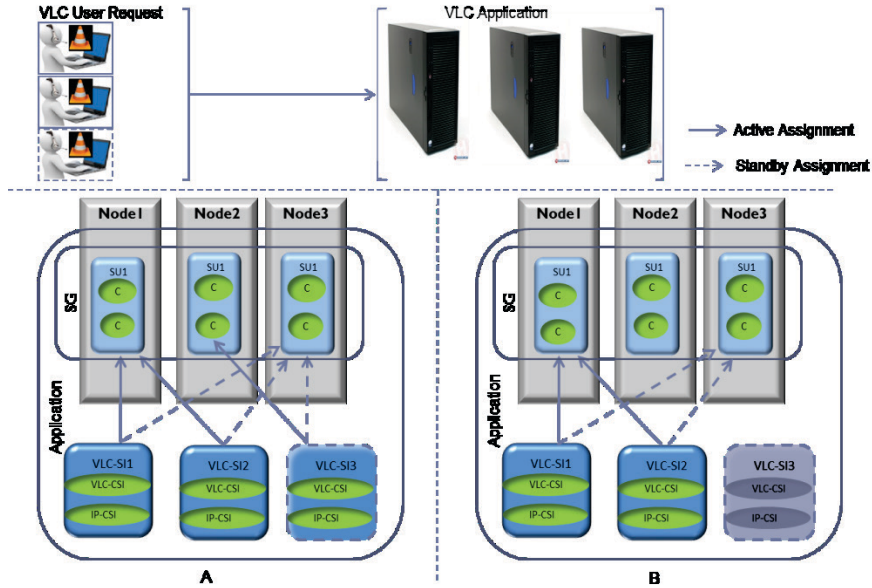 VLC User Request
VLC Application
Active Assignment
Standby Assignment
Node1
Node2
Node3
SG
SU1
C
C
SU1
C
C
SU1
C
C
Application
VLC-SI1
VLC-CSI
IP-CSI
VLC-SI2
VLC-CSI
IP-CSI
VLC-SI3
VLC-CSI
IP-CSI
A
Node1
Node2
Node3
SG
SU1
C
C
SU1
C
C
SU1
C
C
Application
VLC-SI1
VLC-CSI
IP-CSI
VLC-SI2
VLC-CSI
IP-CSI
VLC-SI3
VLC-CSI
IP-CSI
B